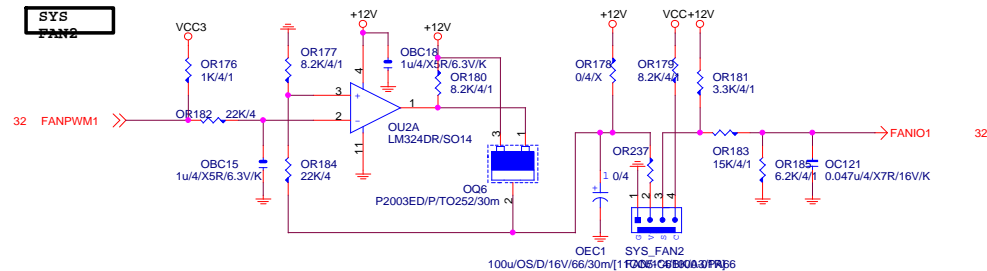 SYS
FAN2
VCC3
+12V
+12V
VCC
+12V
OR176
1K/4/1
OR177
8.2K/4/1
OBC18
1u/4/X5R/6.3V/K
OR180
8.2K/4/1
OR178
0/4/X
OR179
8.2K/4/1
OR181
3.3K/4/1
4
3
2
1
11
OU2A
LM324DR/SO14
32 FANPWM1
OR182 22K/4
OBC15
1u/4/X5R/6.3V/K
OR184
22K/4
3
1
2
OQ6
P2003ED/P/TO252/30m
OR237
0/4
1
OR183
15K/4/1
OR185
6.2K/4/1
OC121
0.047u/4/X7R/16V/K
FANIO1 32
1
2
3
4
G
V
S
C
OEC1
SYS_FAN2
100u/OS/D/16V/66/30m